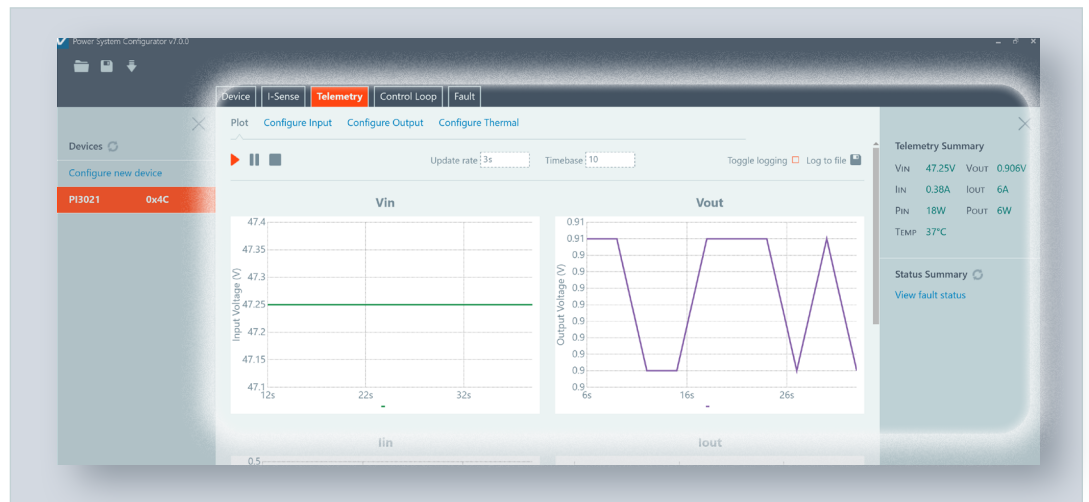 Power System Configurator v7.0.0
Device I-Sense Telemetry Control Loop Fault
Devices
Configure new device
PI3021 0x4C
Plot Configure Input Configure Output Configure Thermal
Update rate 3s Timebase 10 Toggle logging Log to file
Vin
47.4
47.35
47.3
47.25
47.2
47.15
47.1
Input Voltage (V)
12s 22s 32s
Vout
0.91
0.91
0.9
0.9
0.9
0.9
0.9
0.9
0.9
0.9
0.9
Output Voltage (V)
6s 16s 26s
Iin
0.5
Iout
Telemetry Summary
VIN 47.25V VOUT 0.906V
IIN 0.38A IOUT 6A
PIN 18W POUT 6W
TEMP 37°C
Status Summary
View fault status